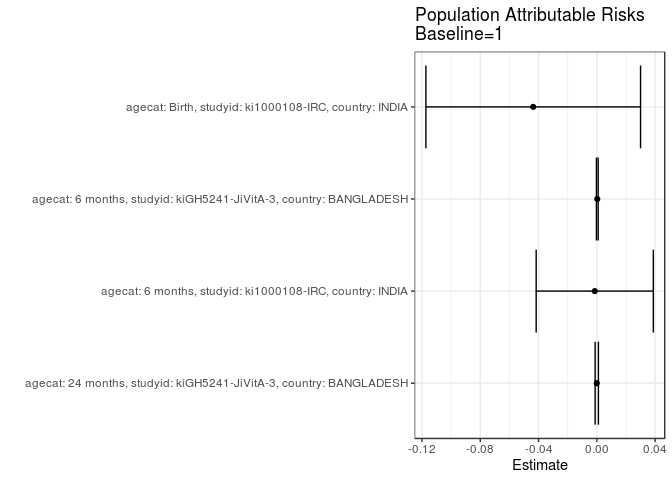 Population Attributable Risks
Baseline=1
agecat: Birth, studyid: ki1000108-IRC, country: INDIA
agecat: 6 months, studyid: kiGH5241-JiVitA-3, country: BANGLADESH
agecat: 6 months, studyid: ki1000108-IRC, country: INDIA
agecat: 24 months, studyid: kiGH5241-JiVitA-3, country: BANGLADESH
-0.12 -0.08 -0.04 0.00 0.04
Estimate